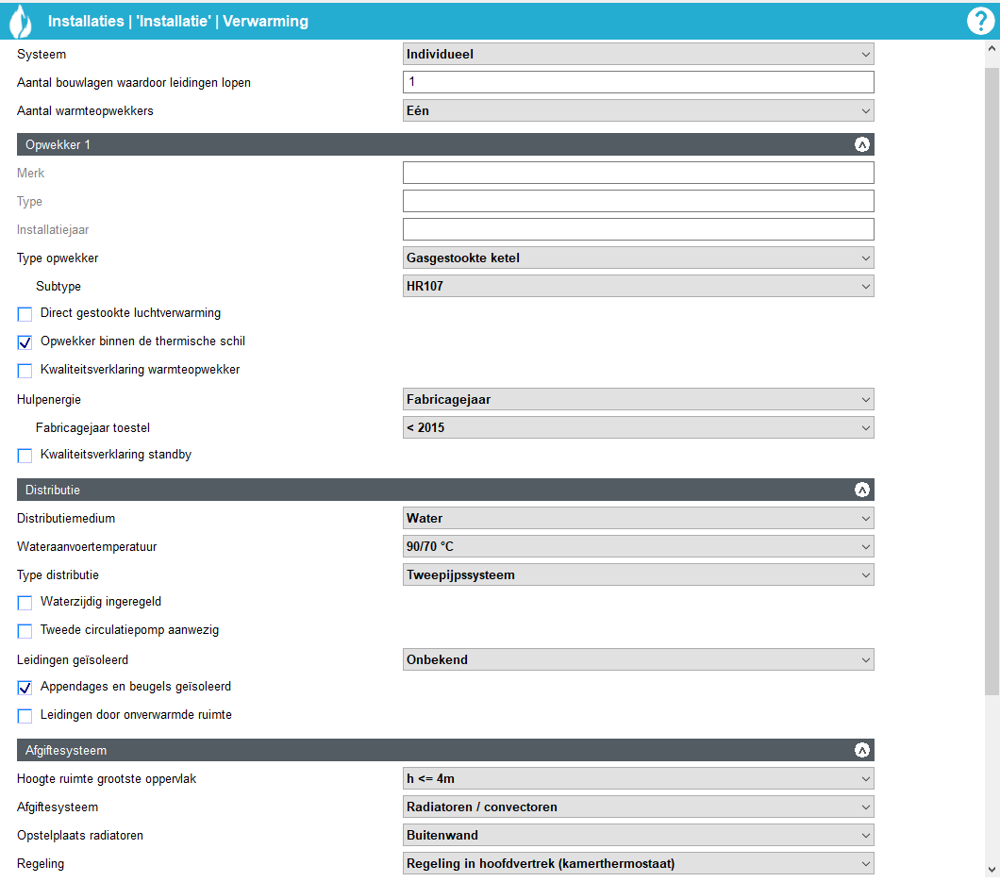 Installaties | 'Installatie' | Verwarming ?
Systeem Individueel
Aantal bouwlagen waardoor leidingen lopen 1
Aantal warmteopwekkers Eén
Opwekker 1
Merk
Type
Installatiejaar
Type opwekker Gasgestookte ketel
Subtype HR107
Direct gestookte luchtverwarming
Opwekker binnen de thermische schil
Kwaliteitsverklaring warmteopwekker
Hulpenergie Fabricagejaar
Fabricagejaar toestel < 2015
Kwaliteitsverklaring standby
Distributie
Distributiemedium Water
Wateraanvoertemperatuur 90/70 °C
Type distributie Tweepijpssysteem
Waterzijdig ingeregeld
Tweede circulatiepomp aanwezig
Leidingen geïsoleerd Onbekend
Appendages en beugels geïsoleerd
Leidingen door onverwarmde ruimte
Afgiftesysteem
Hoogte ruimte grootste oppervlak h <= 4m
Afgiftesysteem Radiatoren / convectoren
Opstelplaats radiatoren Buitenwand
Regeling Regeling in hoofdvertrek (kamerthermostaat)